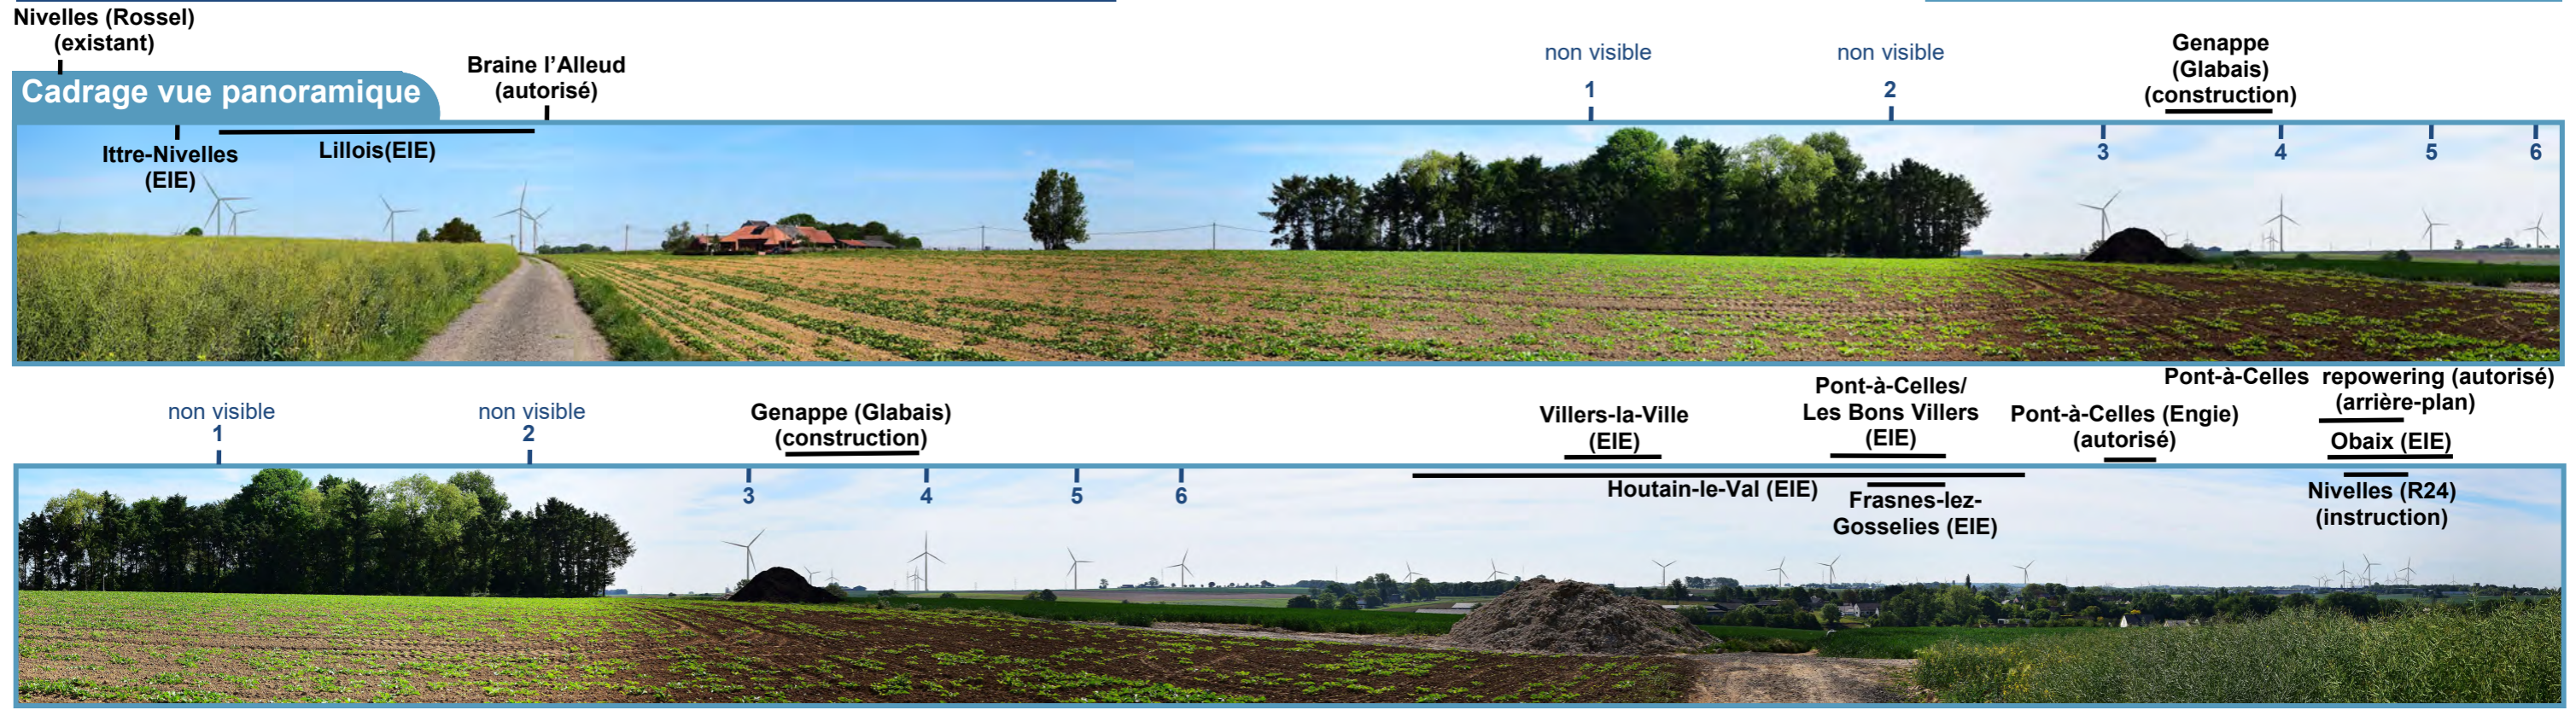 Nivelles (Rossel)
(existant)
Cadrage vue panoramique
Braine l'Alleud
(autorisé)
non visible
1
non visible
2
Genappe
(Glabais)
(construction)
Ittre-Nivelles
(EIE)
Lillois(EIE)
3
4
5
6
non visible
1
non visible
2
Genappe (Glabais)
(construction)
Villers-la-Ville
(EIE)
Pont-à-Celles/
Les Bons Villers
(EIE)
Pont-à-Celles (Engie)
(autorisé)
Pont-à-Celles repowering (autorisé)
(arrière-plan)
Obaix (EIE)
3
4
5
6
Houtain-le-Val (EIE)
Frasnes-lez-
Gosselies (EIE)
Nivelles (R24)
(instruction)